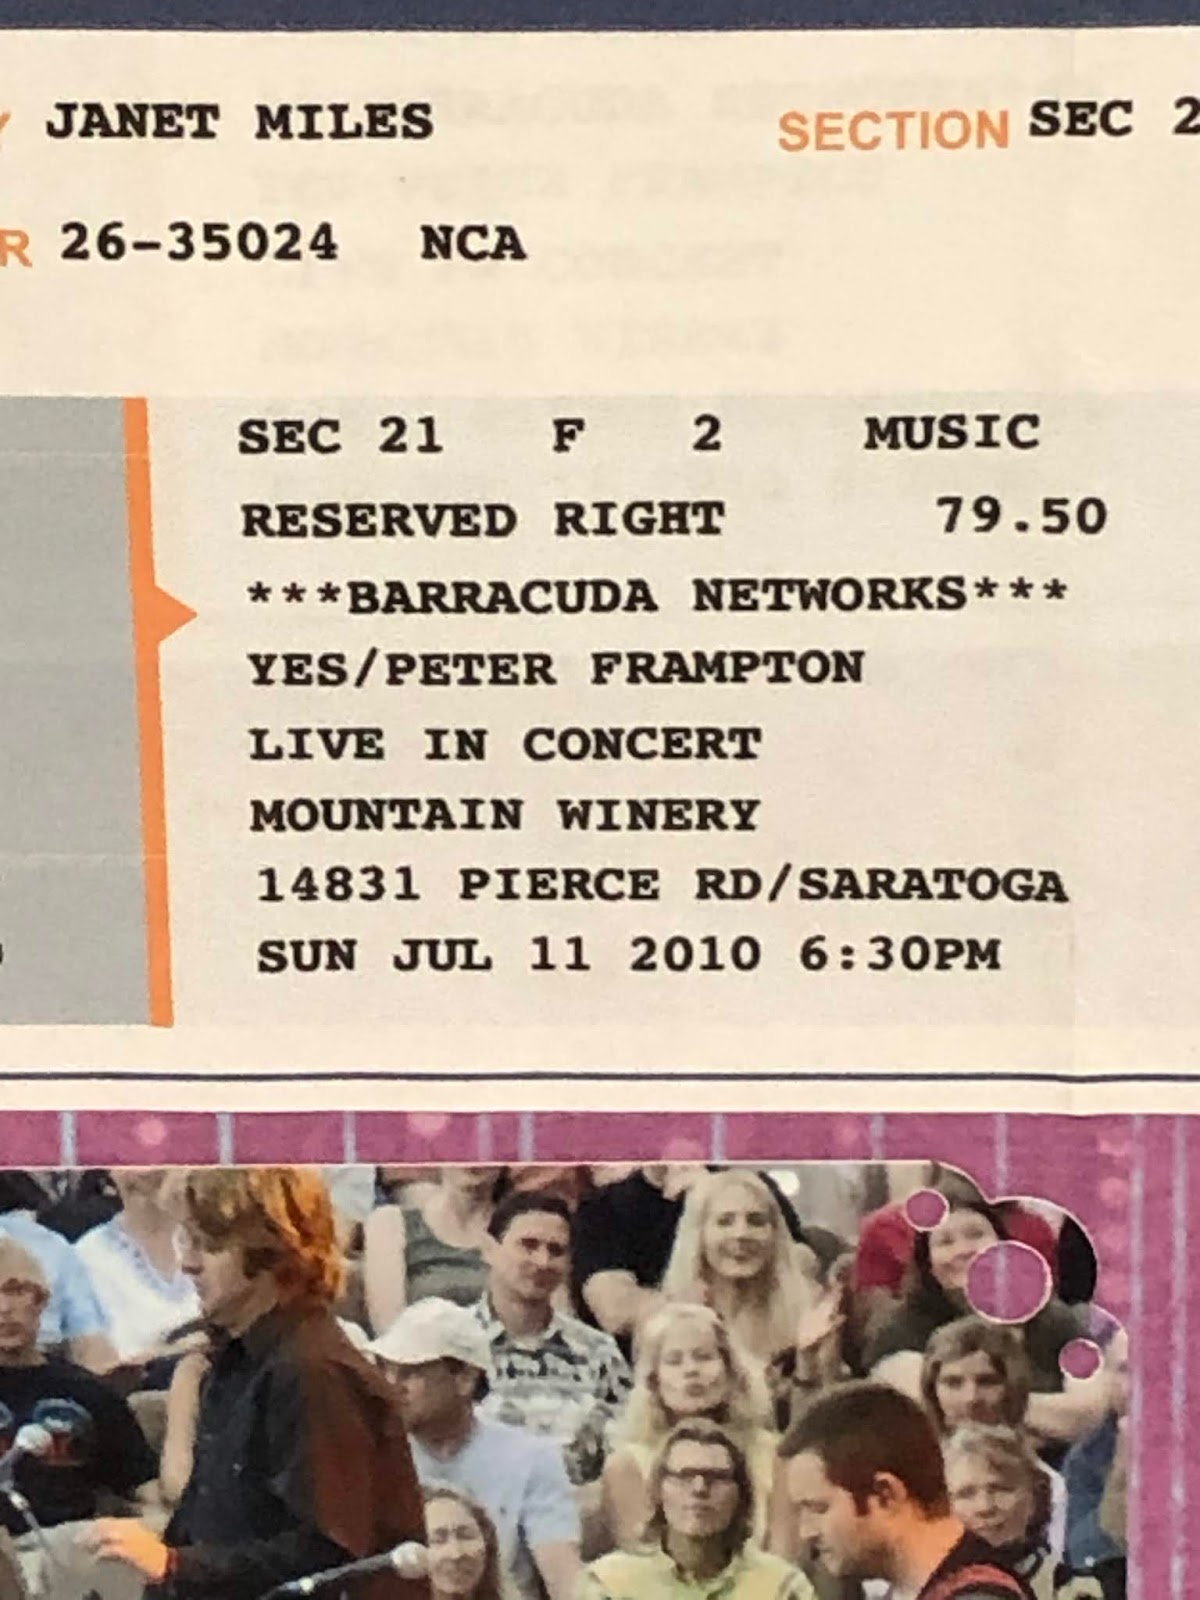 JANET MILES SECTION SEC 2
R 26-35024 NCA
SEC 21 F 2 MUSIC
RESERVED RIGHT 79.50
***BARRACUDA NETWORKS***
YES/PETER FRAMPTON
LIVE IN CONCERT
MOUNTAIN WINERY
14831 PIERCE RD/SARATOGA
SUN JUL 11 2010 6:30PM